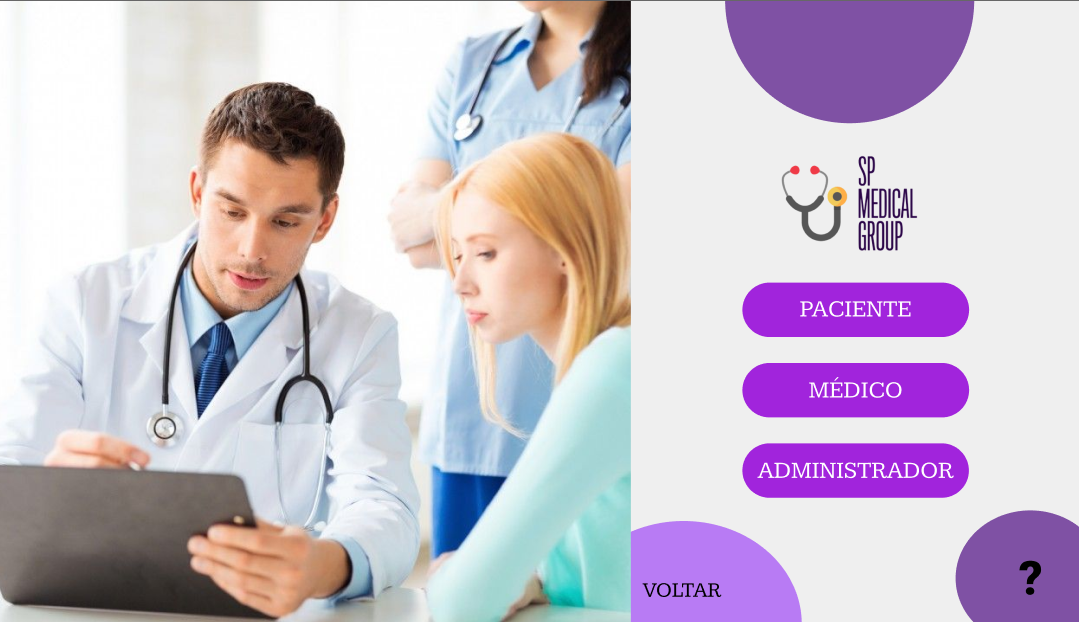 SP
MEDICAL
GROUP
PACIENTE
MÉDICO
ADMINISTRADOR
VOLTAR
?